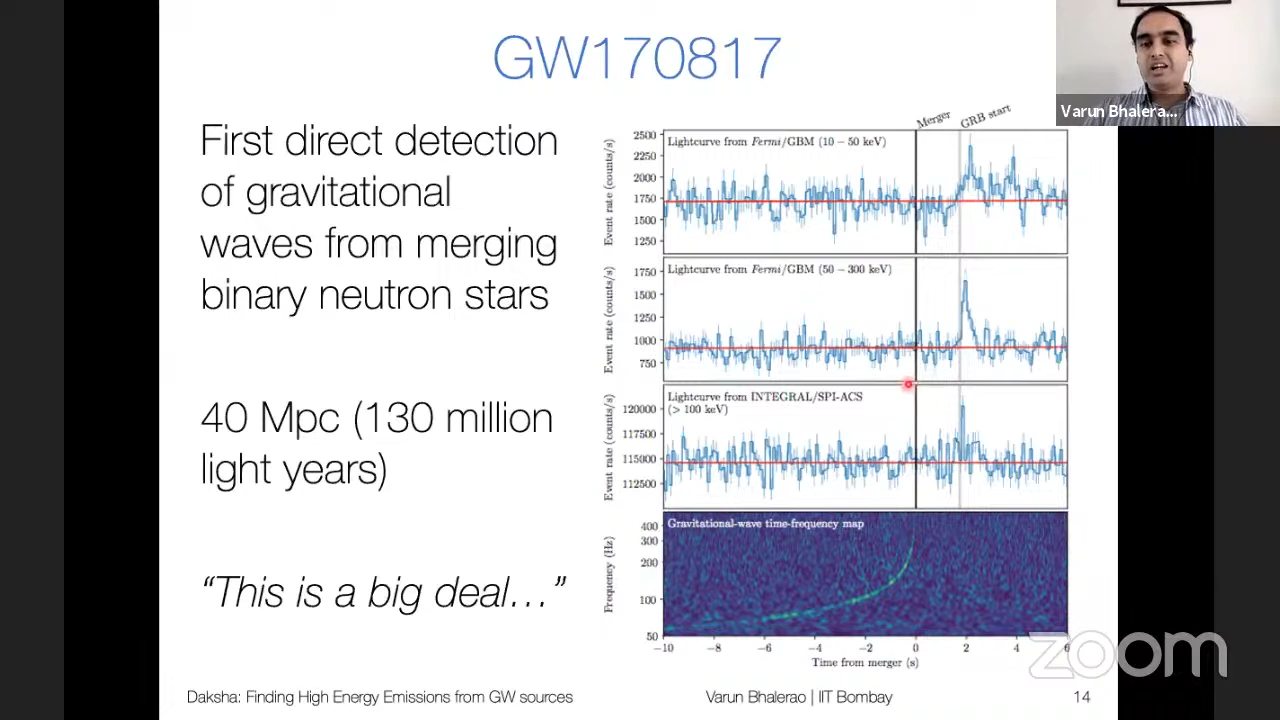 GW170817
Varun Bhalera...
First direct detection
of gravitational
waves from merging
binary neutron stars
40 Mpc (130 million
light years)
“This is a big deal…”
Merger
GRB start
Lightcurve from Fermi/GBM (10 − 50 keV)
Event rate (counts/s)
2500
2250
2000
1750
1500
1250
Lightcurve from Fermi/GBM (50 − 300 keV)
Event rate (counts/s)
1750
1500
1250
1000
750
Lightcurve from INTEGRAL/SPI-ACS
(> 100 keV)
Event rate (counts/s)
120000
117500
115000
112500
Gravitational-wave time-frequency map
Frequency (Hz)
400
300
200
100
50
−10 −8 −6 −4 −2 0 2 4 6
Time from merger (s)
zoom
Daksha: Finding High Energy Emissions from GW sources
Varun Bhalerao | IIT Bombay
14